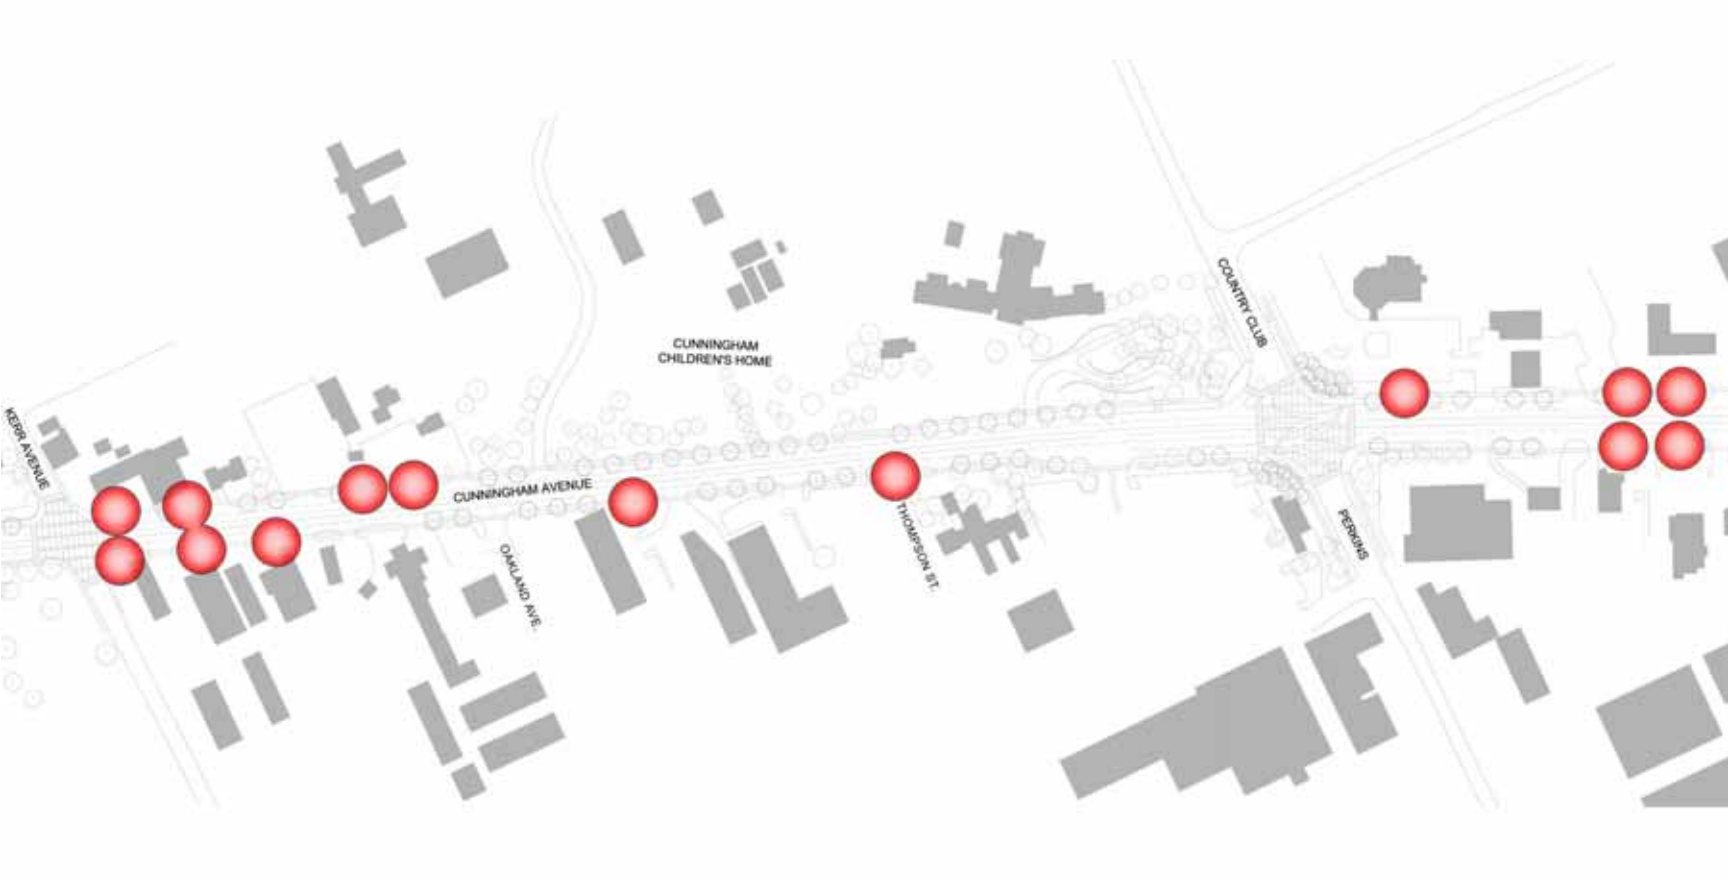 COUNTRY CLUB
CUNNINGHAM
CHILDREN'S HOME
KERR AVENUE
CUNNINGHAM AVENUE
OAKLAND AVE.
THOMPSON ST.
PERKINS